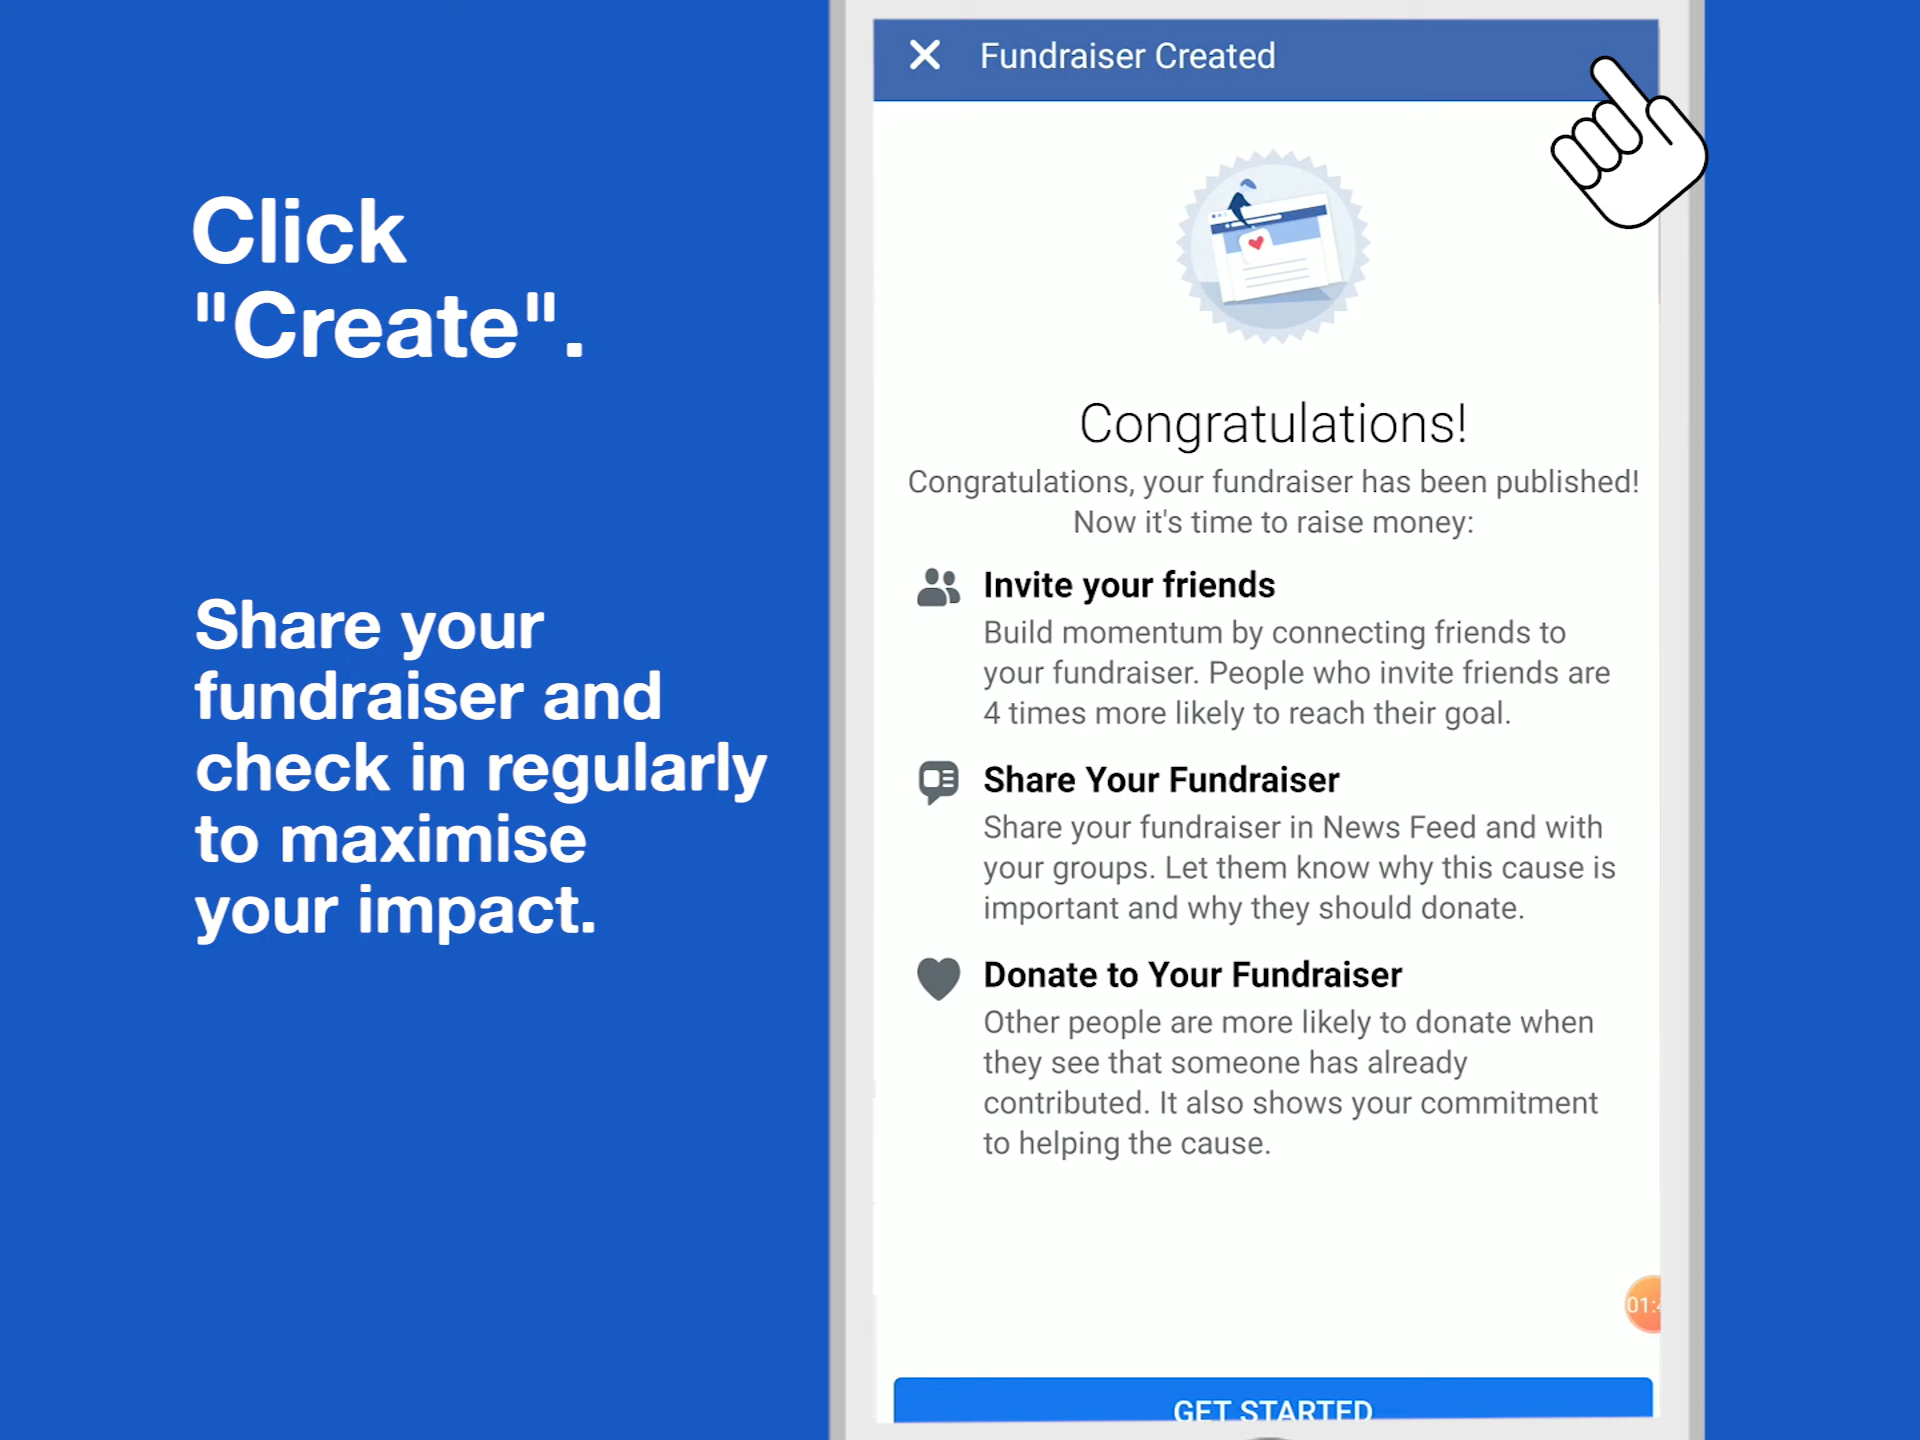 Click
"Create".
Share your
fundraiser and
check in regularly
to maximise
your impact.
Fundraiser Created
Congratulations!
Congratulations, your fundraiser has been published!
Now it's time to raise money:
Invite your friends
Build momentum by connecting friends to
your fundraiser. People who invite friends are
4 times more likely to reach their goal.
Share Your Fundraiser
Share your fundraiser in News Feed and with
your groups. Let them know why this cause is
important and why they should donate.
Donate to Your Fundraiser
Other people are more likely to donate when
they see that someone has already
contributed. It also shows your commitment
to helping the cause.
GET STARTED